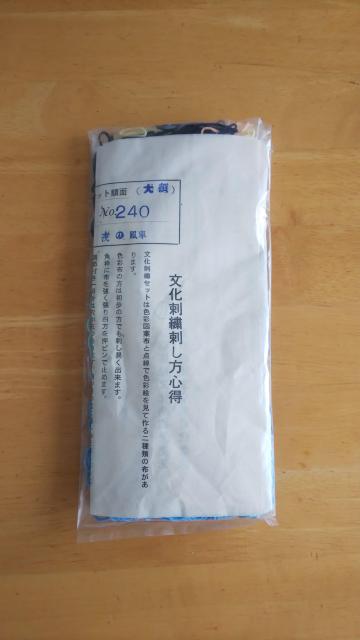 ット額面 (大額)
No.240
虎の風寧
文化刺繍刺し方心得
文化刺繍セットは色彩図案布と点線で色彩絵を見て作る二種類の布があ
ります。
色彩布の方は初歩の方でも刺し易く出来ます。
角枠に布を強く張り四方を押ピンで止めます。